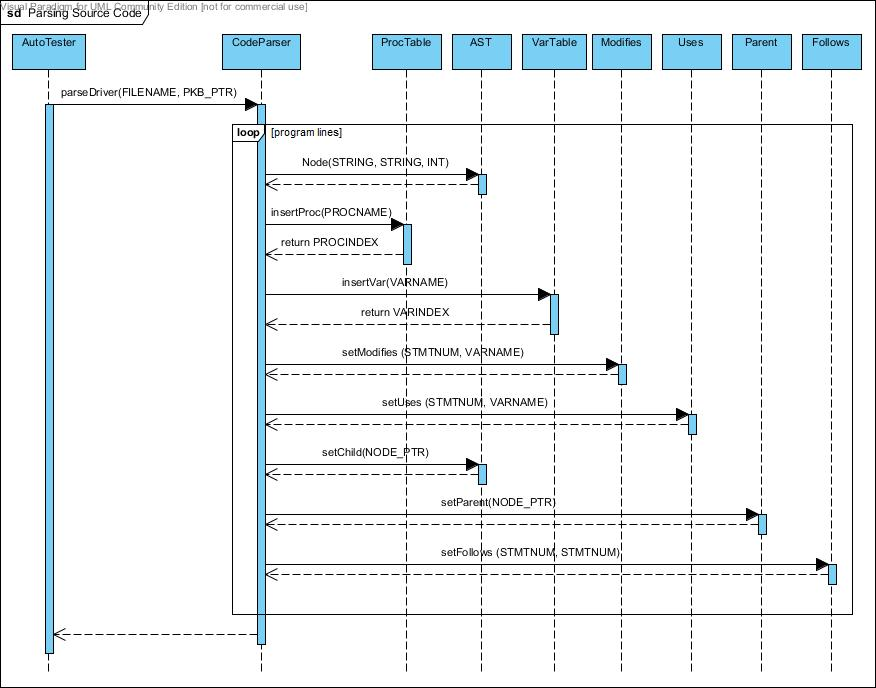 Visual Paradigm for UML Community Edition [not for commercial use]
sd Parsing Source Code
AutoTester CodeParser ProcTable AST VarTable Modifies Uses Parent Follows
parseDriver(FILENAME, PKB_PTR)
loop [program lines]
Node(STRING, STRING, INT)
insertProc(PROCNAME)
return PROCINDEX
insertVar(VARNAME)
return VARINDEX
setModifies (STMTNUM, VARNAME)
setUses (STMTNUM, VARNAME)
setChild(NODE_PTR)
setParent(NODE_PTR)
setFollows (STMTNUM, STMTNUM)